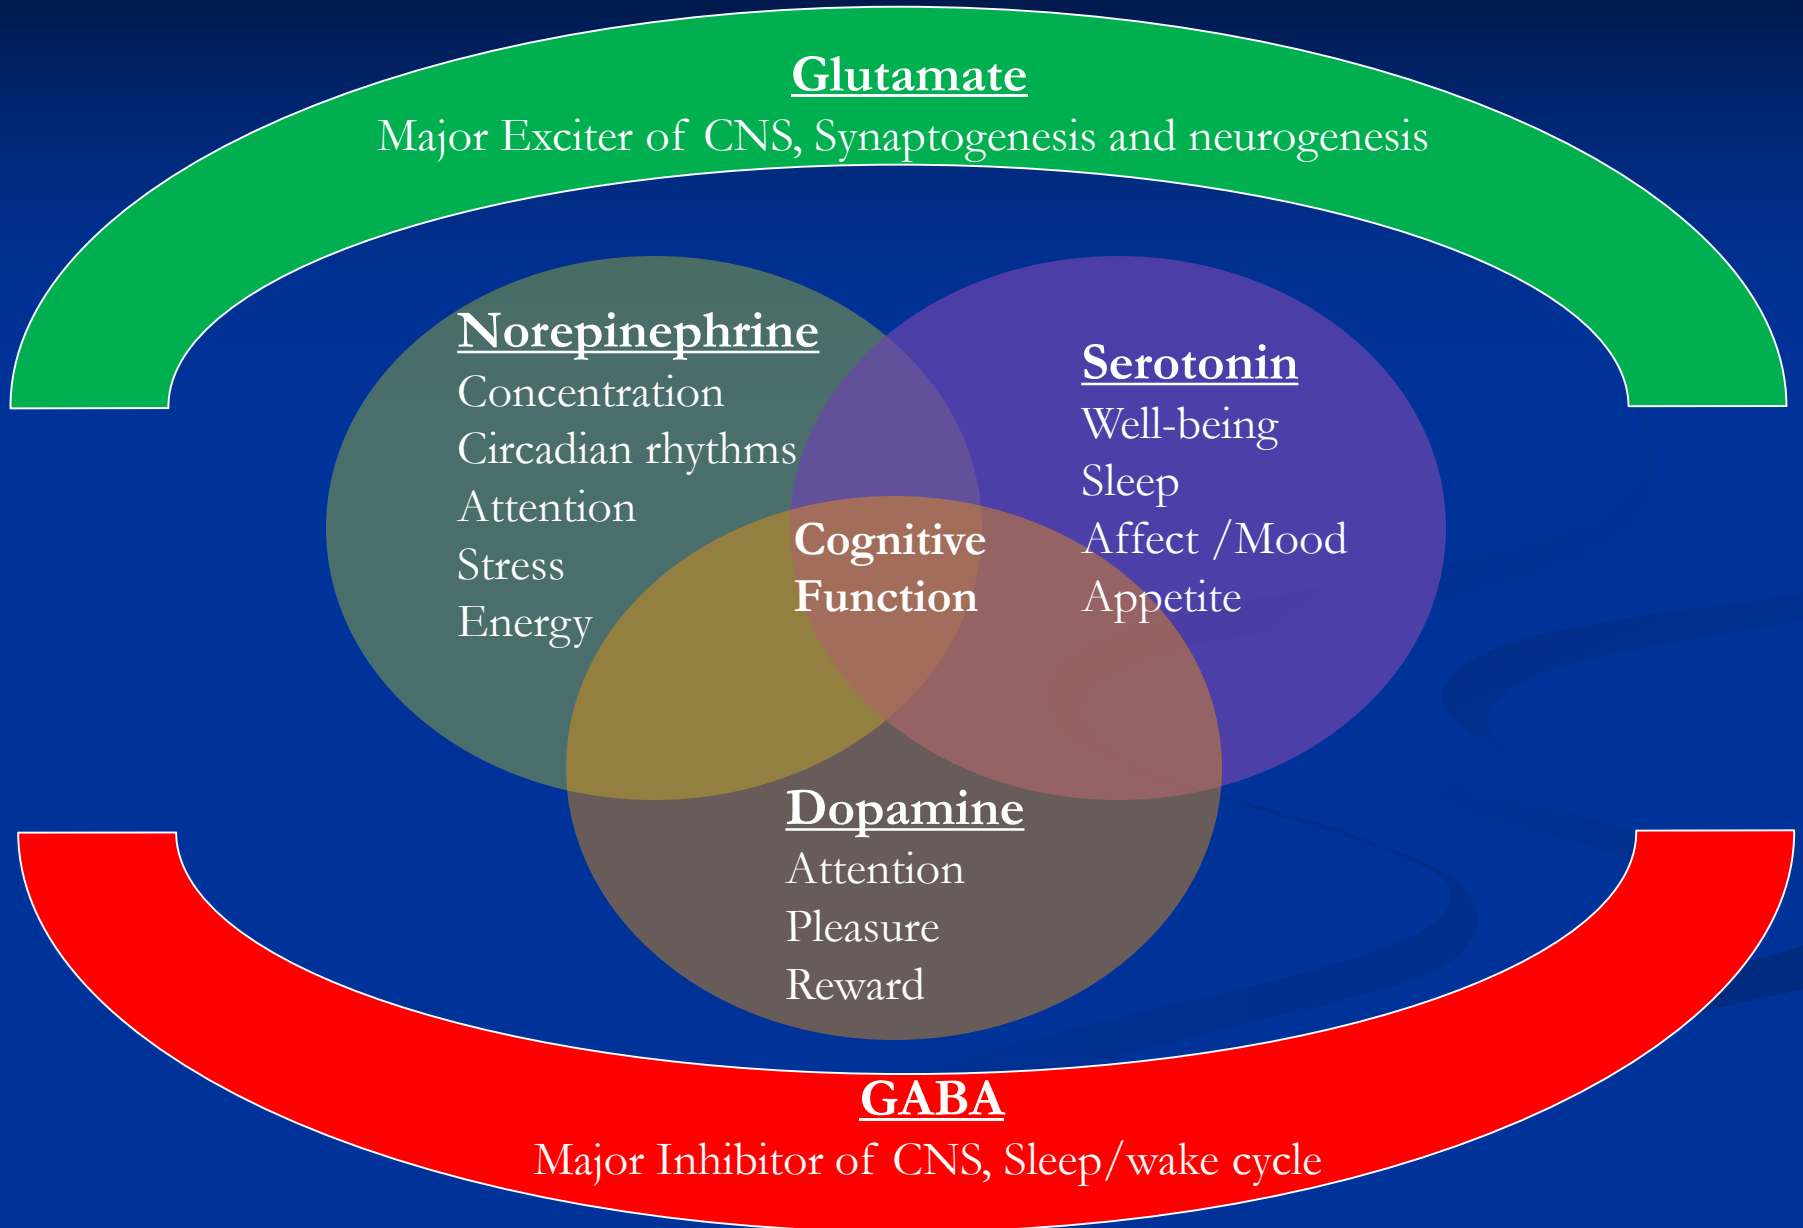 Glutamate
Major Exciter of CNS, Synaptogenesis and neurogenesis
Norepinephrine
Concentration
Circadian rhythms
Attention
Stress
Energy
Serotonin
Well-being
Sleep
Affect /Mood
Appetite
Cognitive
Function
Dopamine
Attention
Pleasure
Reward
GABA
Major Inhibitor of CNS, Sleep/wake cycle